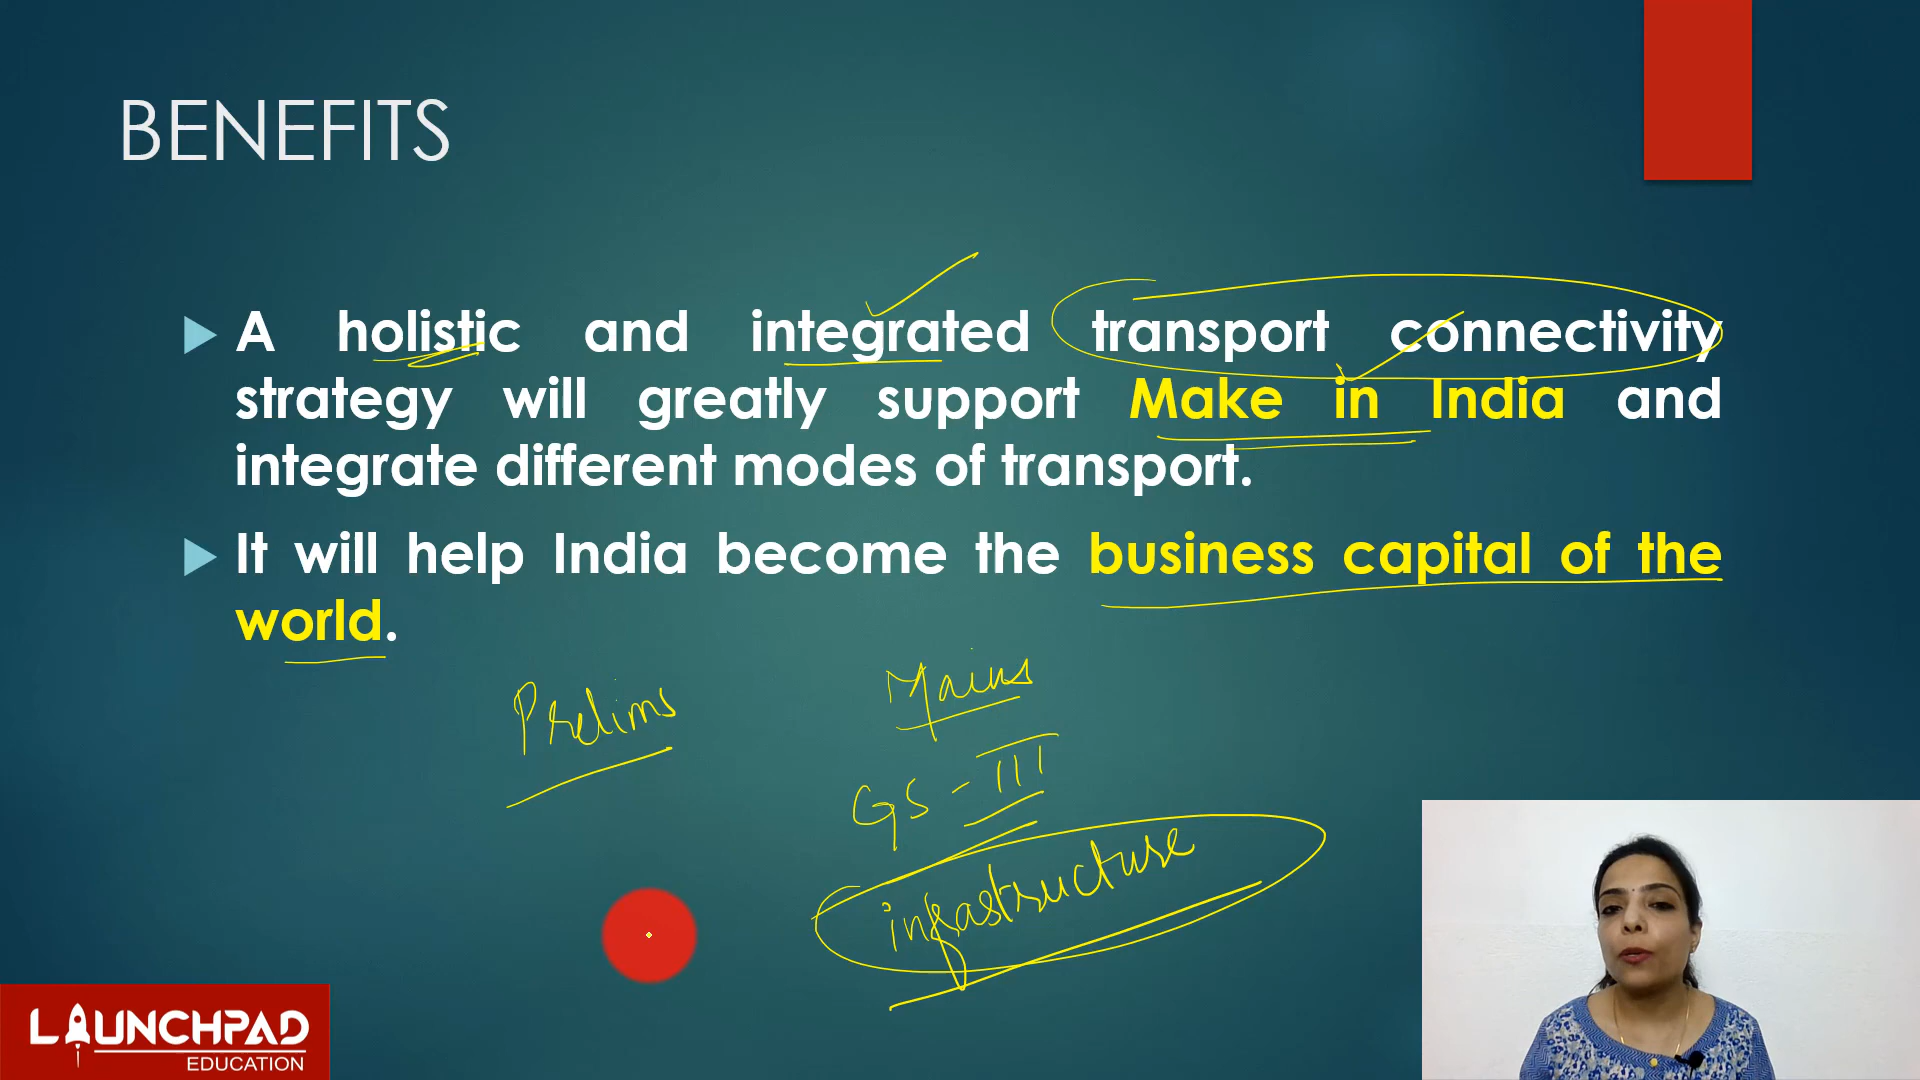 BENEFITS
A holistic and integrated transport connectivity
strategy will greatly support Make in India and
integrate different modes of transport.
It will help India become the business capital of the
world.
Prelims
Mains
GS - III
infrastructure
LAUNCHPAD
EDUCATION